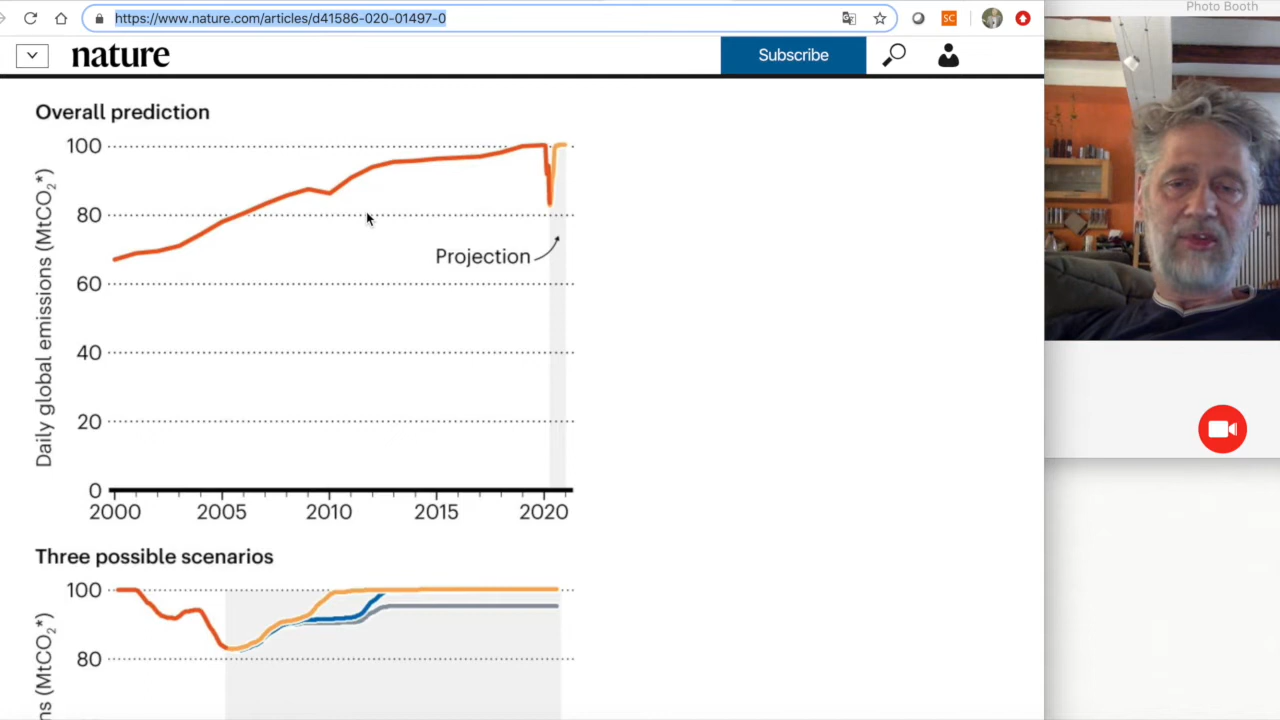 https://www.nature.com/articles/d41586-020-01497-0
SC
Photo Booth
nature
Subscribe
Overall prediction
Daily global emissions (MtCO₂*)
100
80
60
40
20
0
Projection
2000 2005 2010 2015 2020
Three possible scenarios
100
80
ns (MtCO₂*)